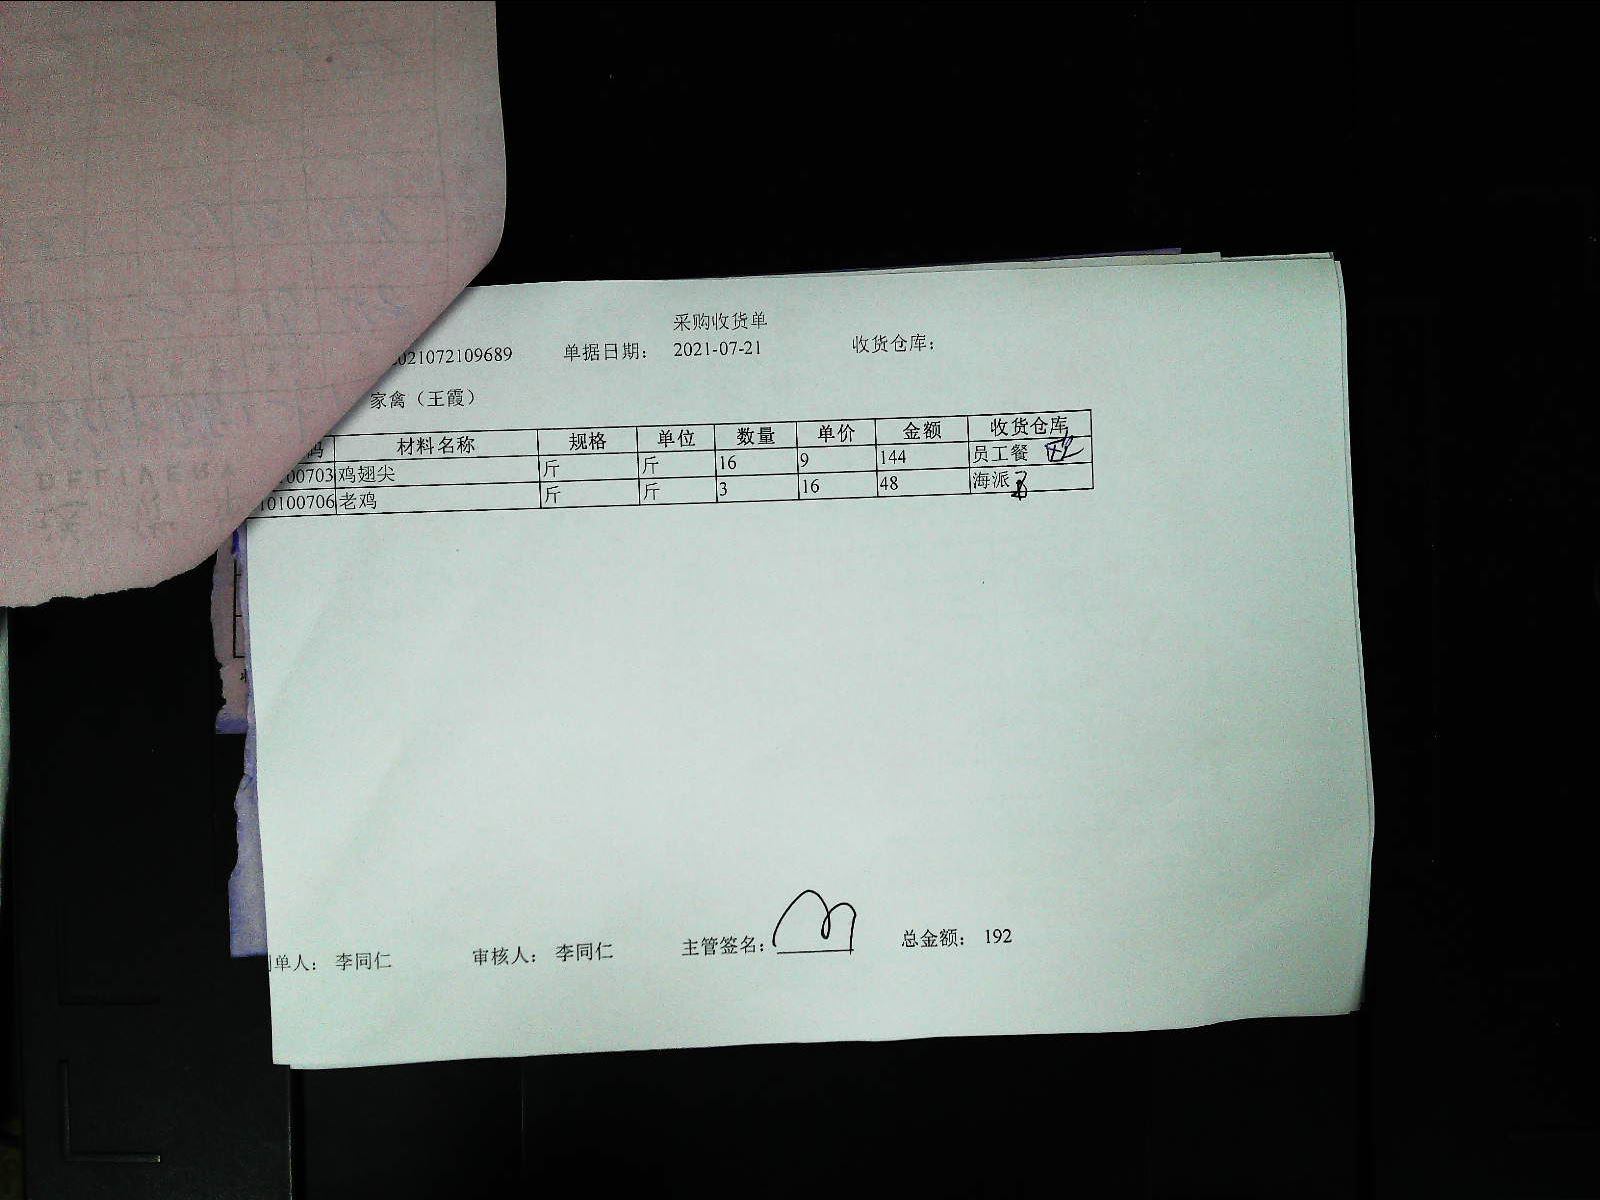 采购收货单
021072109689 单据日期： 2021-07-21 收货仓库：
家禽（王霞）
码 材料名称 规格 单位 数量 单价 金额 收货仓库
00703 鸡翅尖 斤 斤 16 9 144 员工餐
10100706 老鸡 斤 斤 3 16 48 海派
单人： 李同仁 审核人： 李同仁 主管签名： 总金额： 192
DELIVER